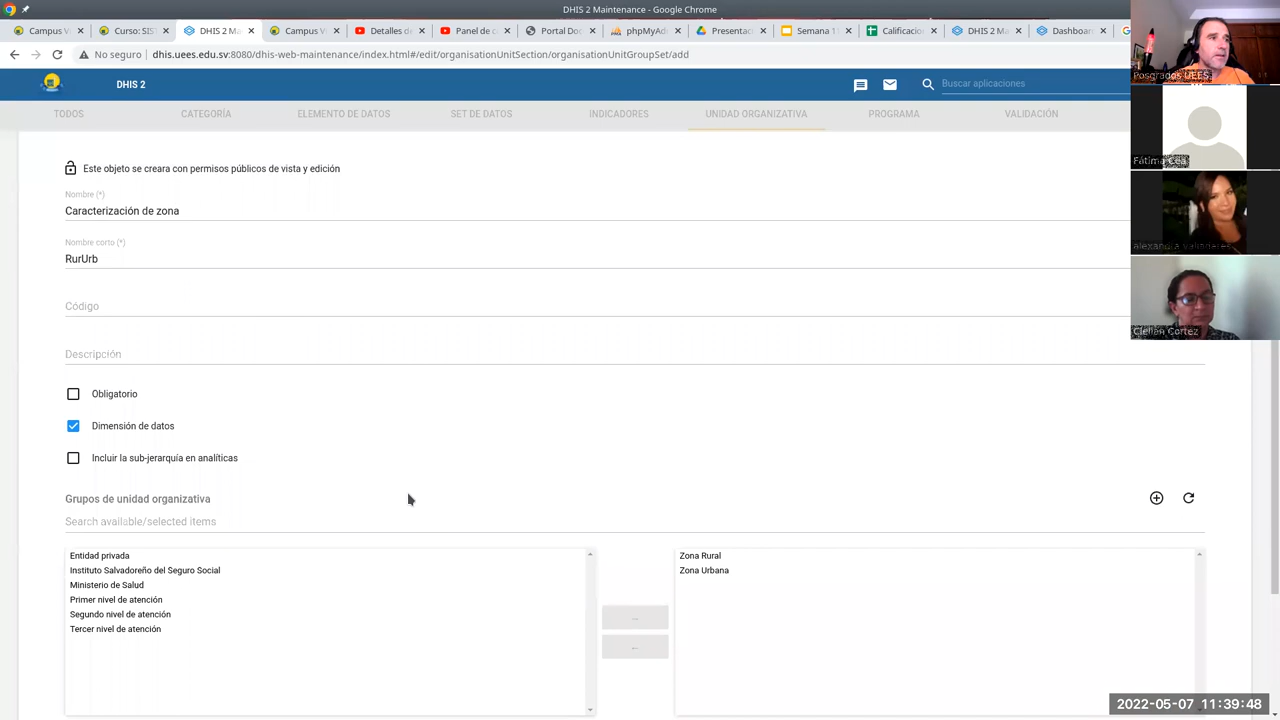 DHIS 2 Maintenance - Google Chrome
Campus V
Curso: SIS
DHIS 2 Ma
Campus V
Detalles d
Panel de
Portal Doc
phpMyAd
Presentac
Semana 1
Calificacio
DHIS 2 M
Dashboar
No seguro dhis.uees.edu.sv:8080/dhis-web-maintenance/index.html#/edit/organisationUnitSection/organisationUnitGroupSet/add
DHIS 2
Buscar aplicaciones
TODOS CATEGORÍA ELEMENTO DE DATOS SET DE DATOS INDICADORES UNIDAD ORGANIZATIVA PROGRAMA VALIDACIÓN
Posgrados UEES
Fátima Cea
alexandra valladares
Clelian Cortez
Este objeto se creara con permisos públicos de vista y edición
Nombre (*)
Caracterización de zona
Nombre corto (*)
RurUrb
Código
Descripción
Obligatorio
Dimensión de datos
Incluir la sub-jerarquía en analíticas
Grupos de unidad organizativa
Search available/selected items
Entidad privada
Instituto Salvadoreño del Seguro Social
Ministerio de Salud
Primer nivel de atención
Segundo nivel de atención
Tercer nivel de atención
→
←
Zona Rural
Zona Urbana
2022-05-07 11:39:48